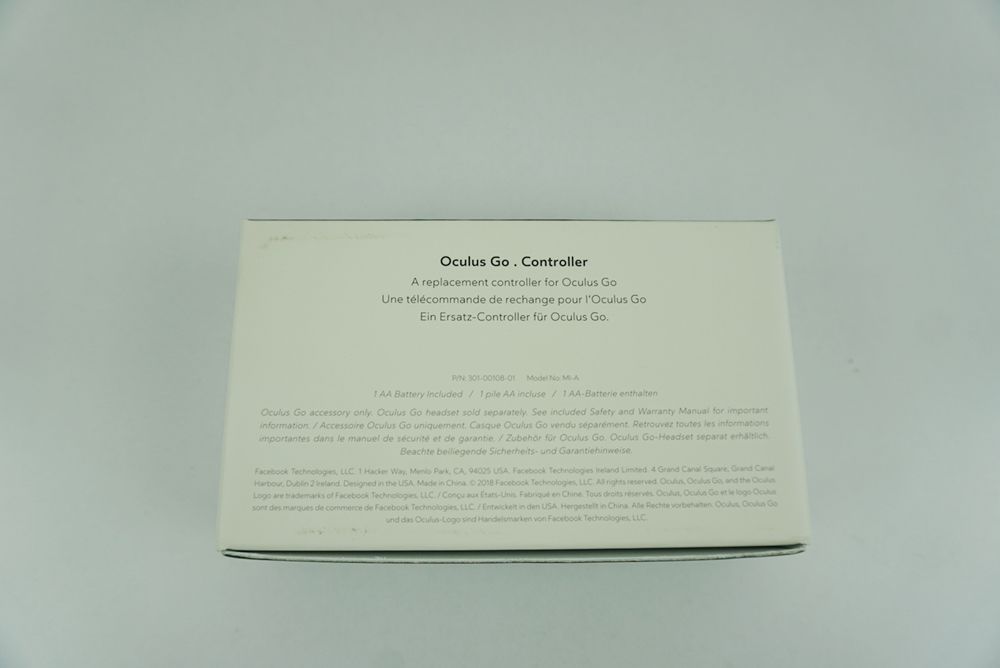 Oculus Go . Controller
A replacement controller for Oculus Go
Une télécommande de rechange pour l'Oculus Go
Ein Ersatz-Controller für Oculus Go.
P/N: 301-00108-01 Model No: MI-A
1 AA Battery Included / 1 pile AA incluse / 1 AA-Batterie enthalten
Oculus Go accessory only. Oculus Go headset sold separately. See included Safety and Warranty Manual for important
information. / Accessoire Oculus Go uniquement. Casque Oculus Go vendu séparément. Retrouvez toutes les informations
importantes dans le manuel de sécurité et de garantie. / Zubehör für Oculus Go. Oculus Go-Headset separat erhältlich.
Beachte beiliegende Sicherheits- und Garantiehinweise.
Facebook Technologies, LLC. 1 Hacker Way, Menlo Park, CA, 94025 USA. Facebook Technologies Ireland Limited. 4 Grand Canal Square, Grand Canal
Harbour, Dublin 2 Ireland. Designed in the USA. Made in China. © 2018 Facebook Technologies, LLC. All rights reserved. Oculus, Oculus Go, and the Oculus
Logo are trademarks of Facebook Technologies, LLC. / Conçu aux États-Unis. Fabriqué en Chine. Tous droits réservés. Oculus, Oculus Go et le logo Oculus
sont des marques de commerce de Facebook Technologies, LLC. / Entwickelt in den USA. Hergestellt in China. Alle Rechte vorbehalten. Oculus, Oculus Go
und das Oculus-Logo sind Handelsmarken von Facebook Technologies, LLC.